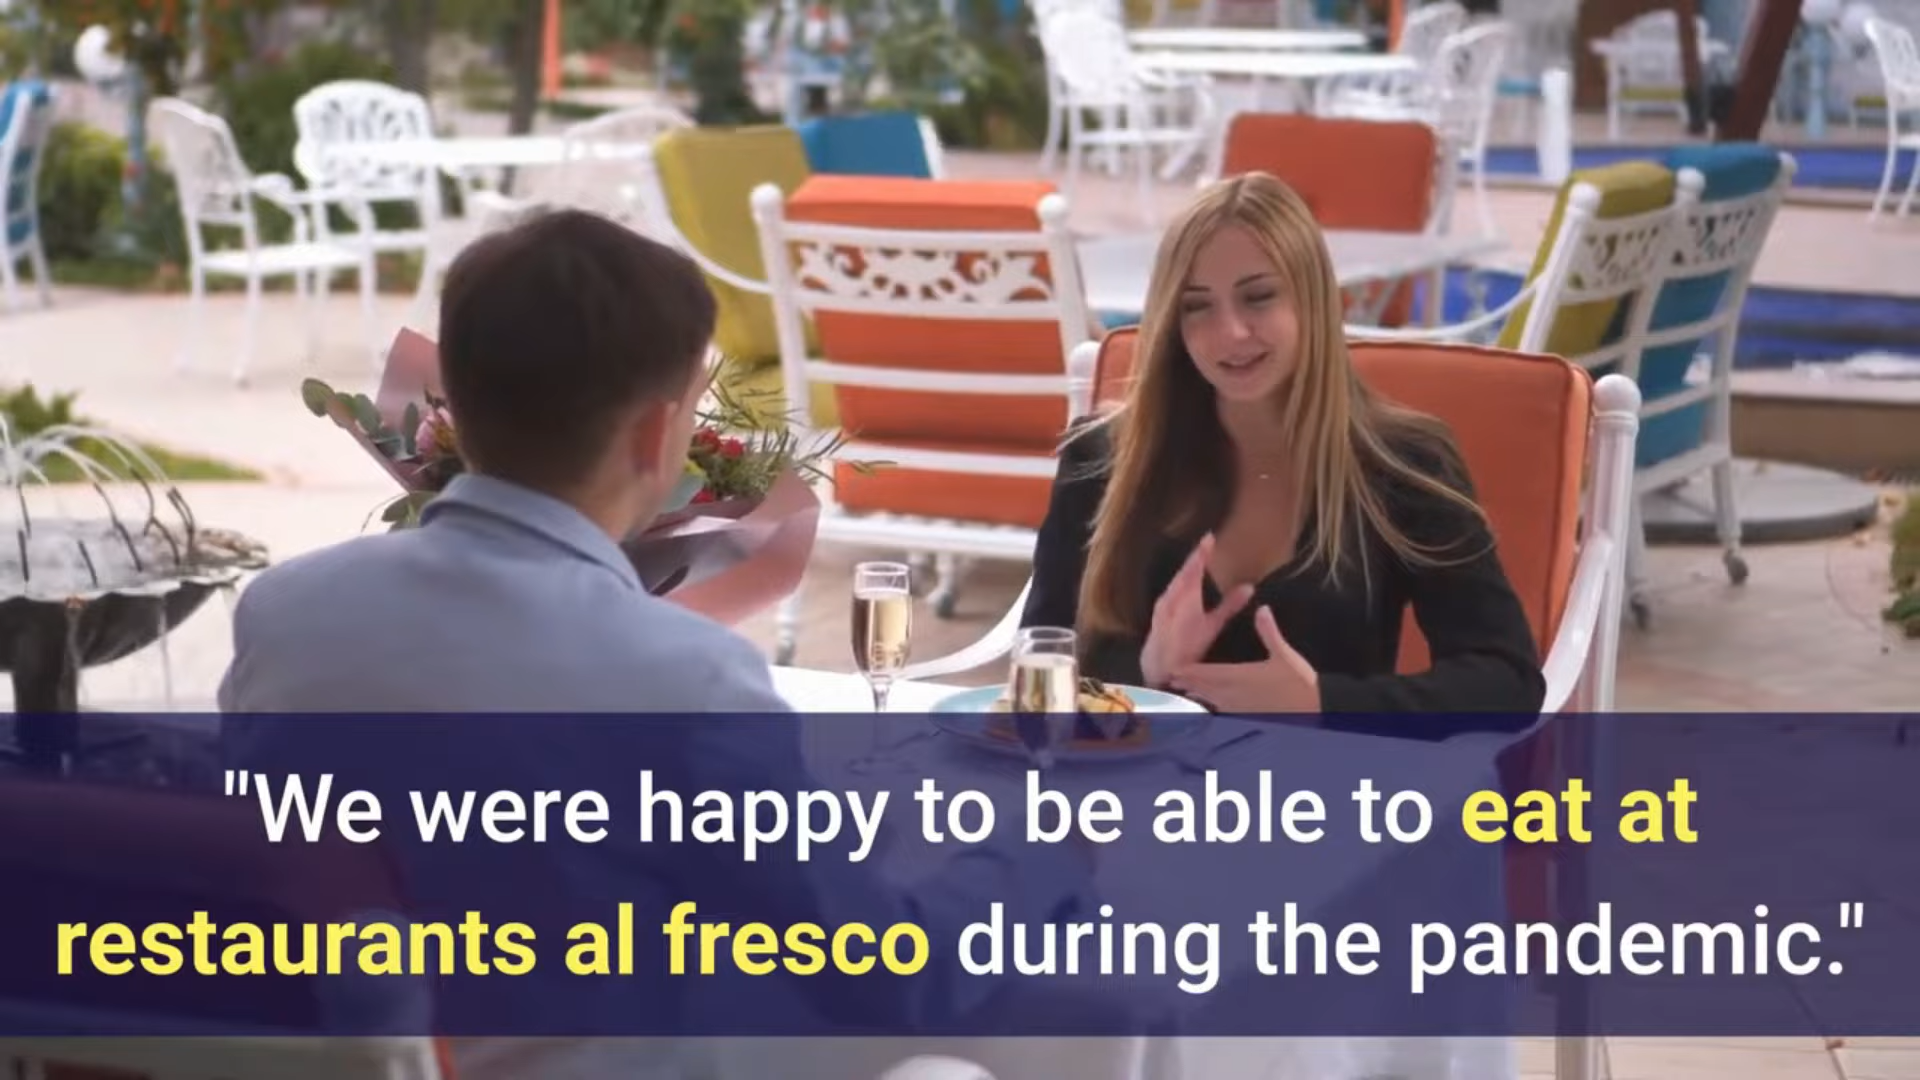 "We were happy to be able to eat at
restaurants al fresco during the pandemic."